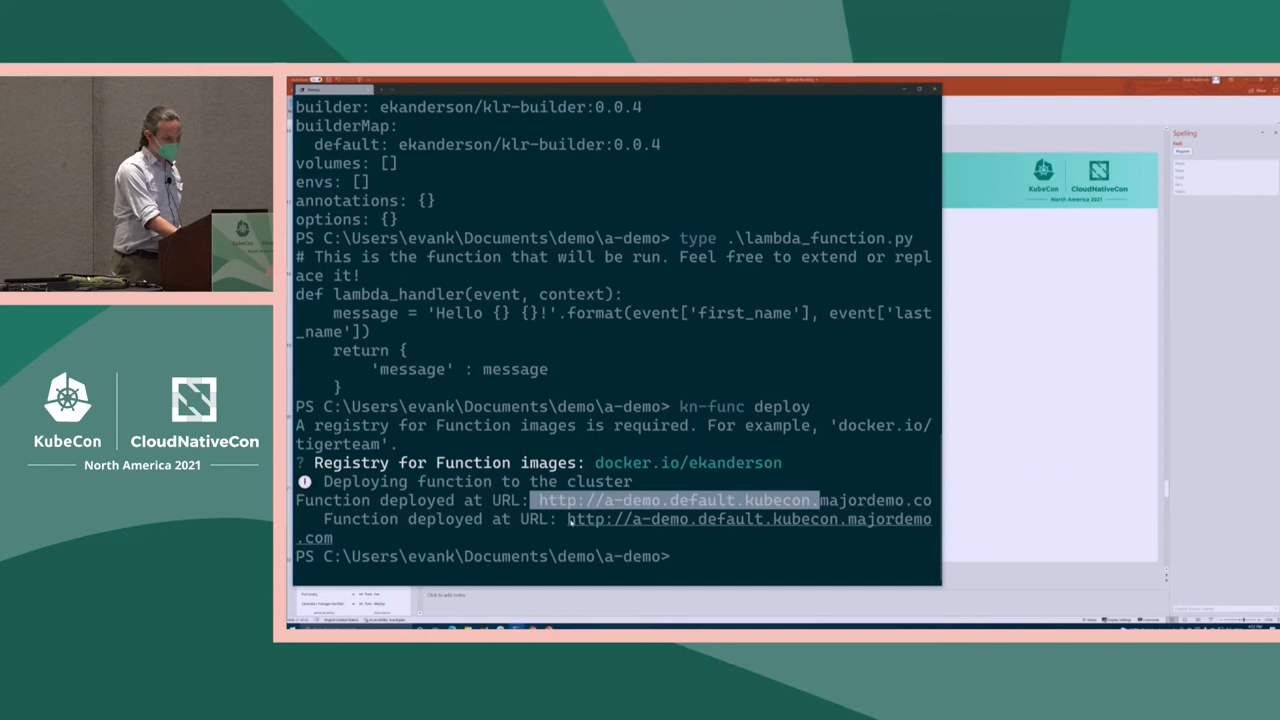 builder: ekanderson/klr-builder:0.0.4
builderMap:
default: ekanderson/klr-builder:0.0.4
volumes: []
envs: []
annotations: {}
options: {}
PS C:\Users\evank\Documents\demo\a-demo> type .\lambda_function.py
# This is the function that will be run. Feel free to extend or repl
ace it!
def lambda_handler(event, context):
message = 'Hello {} {}!'.format(event['first_name'], event['last
_name'])
return {
'message' : message
}
PS C:\Users\evank\Documents\demo\a-demo> kn-func deploy
A registry for Function images is required. For example, 'docker.io/
tigerteam'.
? Registry for Function images: docker.io/ekanderson
Deploying function to the cluster
Function deployed at URL: http://a-demo.default.kubecon.majordemo.co
Function deployed at URL: http://a-demo.default.kubecon.majordemo
.com
PS C:\Users\evank\Documents\demo\a-demo>
Click to add notes
KubeCon
CloudNativeCon
North America 2021
Spelling
KubeCon
CloudNativeCon
North America 2021